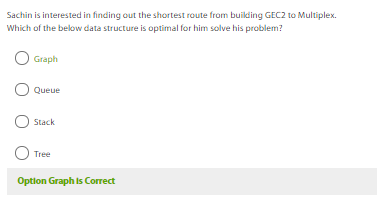 Sachin is interested in finding out the shortest route from building GEC2 to Multiplex.
Which of the below data structure is optimal for him solve his problem?
Graph
Queue
Stack
Tree
Option Graph Is Correct